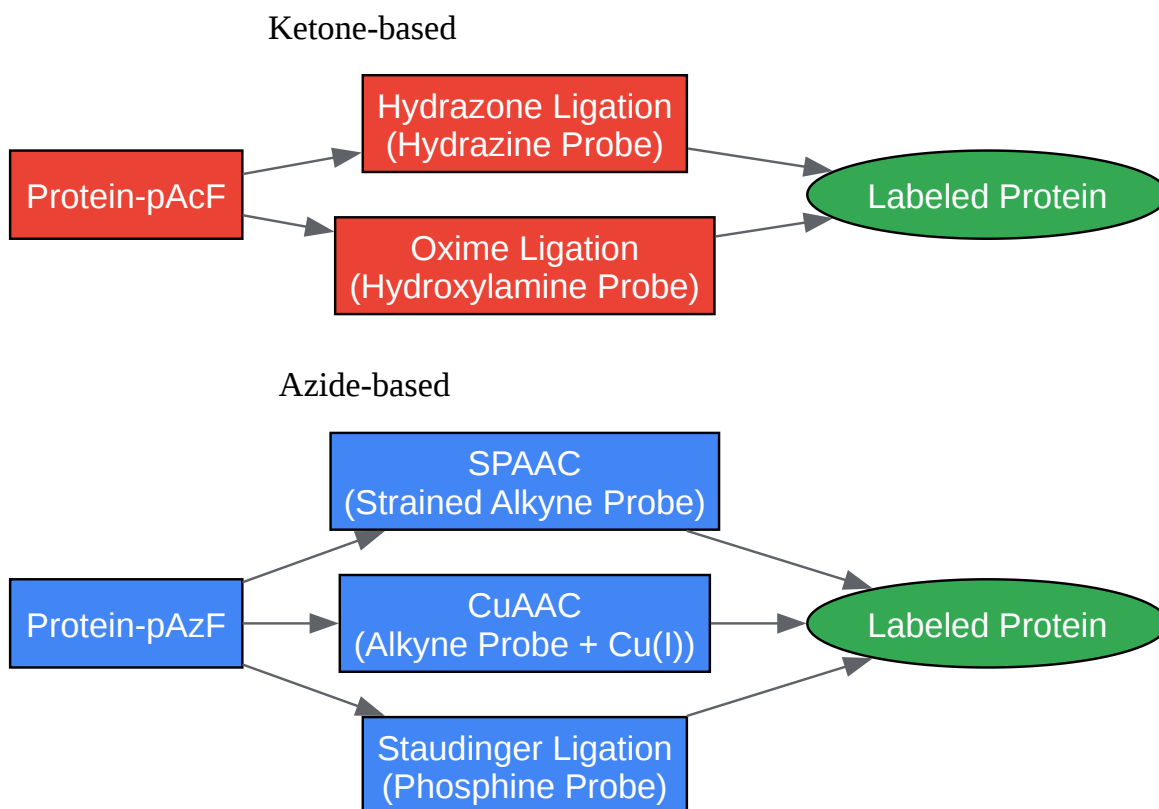 Ketone-based
Hydrazone Ligation
(Hydrazine Probe)
Protein-pAcF
Labeled Protein
Oxime Ligation
(Hydroxylamine Probe)
Azide-based
SPAAC
(Strained Alkyne Probe)
Protein-pAzF
CuAAC
(Alkyne Probe + Cu(I))
Labeled Protein
Staudinger Ligation
(Phosphine Probe)